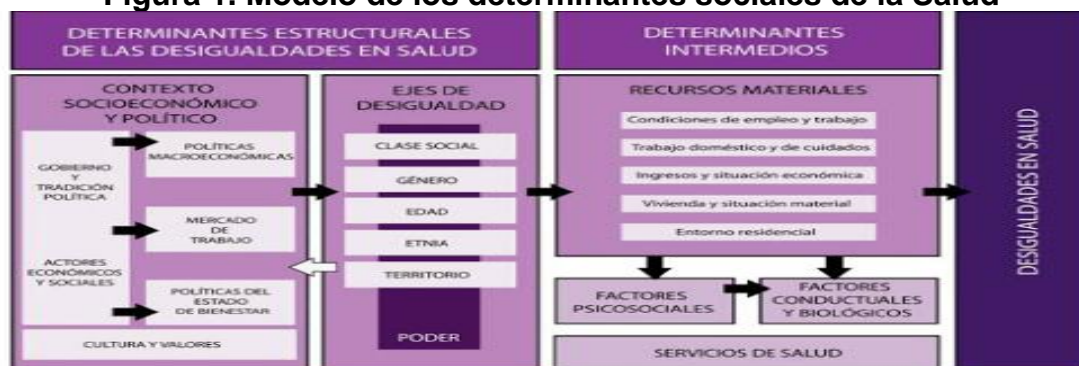 Figura 1. Modelo de los determinantes sociales de la Salud
DETERMINANTES ESTRUCTURALES
DE LAS DESIGUALDADES EN SALUD
CONTEXTO
SOCIOECONÓMICO
Y POLÍTICO
GOBIERNO
Y
TRADICIÓN
POLÍTICA
ACTORES
ECONÓMICOS
Y SOCIALES
POLÍTICAS
MACROECONÓMICAS
MERCADO
DE
TRABAJO
POLÍTICAS DEL
ESTADO
DE BIENESTAR
CULTURA Y VALORES
EJES DE
DESIGUALDAD
CLASE SOCIAL
GÉNERO
EDAD
ETNIA
TERRITORIO
PODER
DETERMINANTES
INTERMEDIOS
RECURSOS MATERIALES
Condiciones de empleo y trabajo
Trabajo doméstico y de cuidados
Ingresos y situación económica
Vivienda y situación material
Entorno residencial
FACTORES
PSICOSOCIALES
FACTORES
CONDUCTUALES
Y BIOLÓGICOS
SERVICIOS DE SALUD
DESIGUALDADES EN SALUD